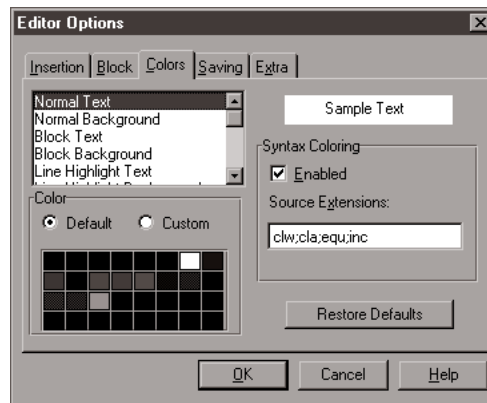 Editor Options
Insertion Block Colors Saving Extra
Normal Text
Normal Background
Block Text
Block Background
Line Highlight Text
Sample Text
Syntax Coloring
Enabled
Source Extensions:
clw;cla;equ;inc
Color
Default Custom
Restore Defaults
OK Cancel Help